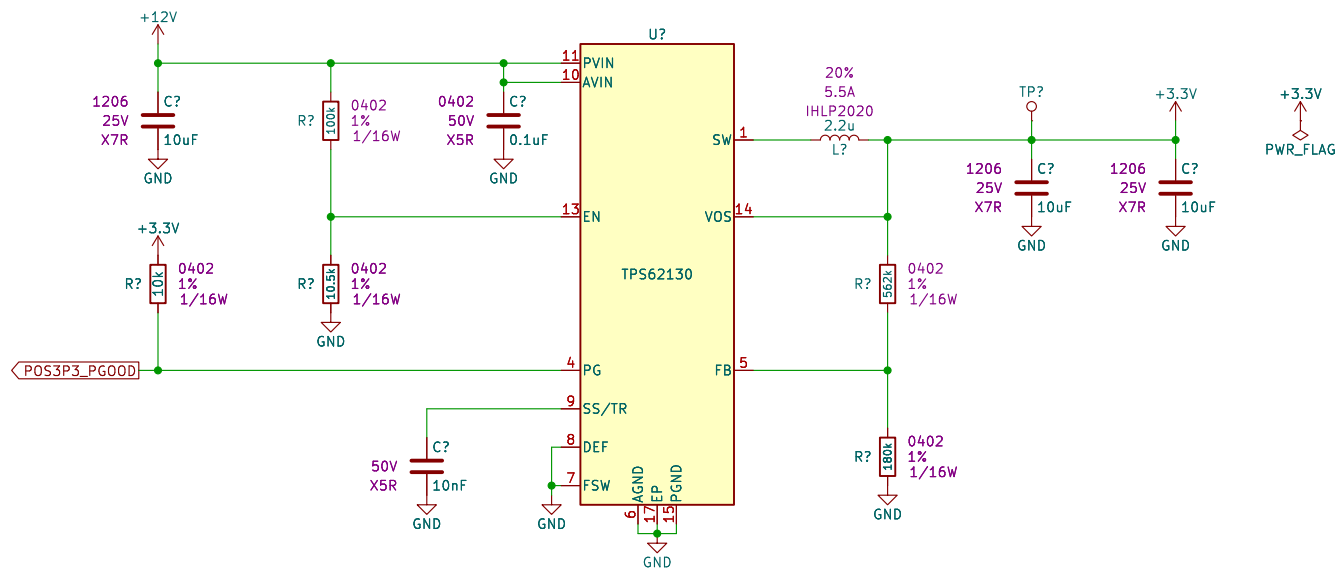 +12V
1206
25V
X7R
C?
10uF
GND
R?
100k
0402
1%
1/16W
0402
50V
X5R
C?
0.1uF
GND
+3.3V
R?
10k
0402
1%
1/16W
R?
10.5k
0402
1%
1/16W
GND
POS3P3_PGOOD
50V
X5R
C?
10nF
GND
GND
U?
TPS62130
11
PVIN
10
AVIN
13
EN
4
PG
9
SS/TR
8
DEF
7
FSW
SW
1
VOS
14
FB
5
AGND
EP
PGND
6
17
15
GND
20%
5.5A
IHLP2020
2.2u
L?
R?
562k
0402
1%
1/16W
R?
180k
0402
1%
1/16W
GND
TP?
1206
25V
X7R
C?
10uF
GND
+3.3V
1206
25V
X7R
C?
10uF
GND
+3.3V
PWR_FLAG